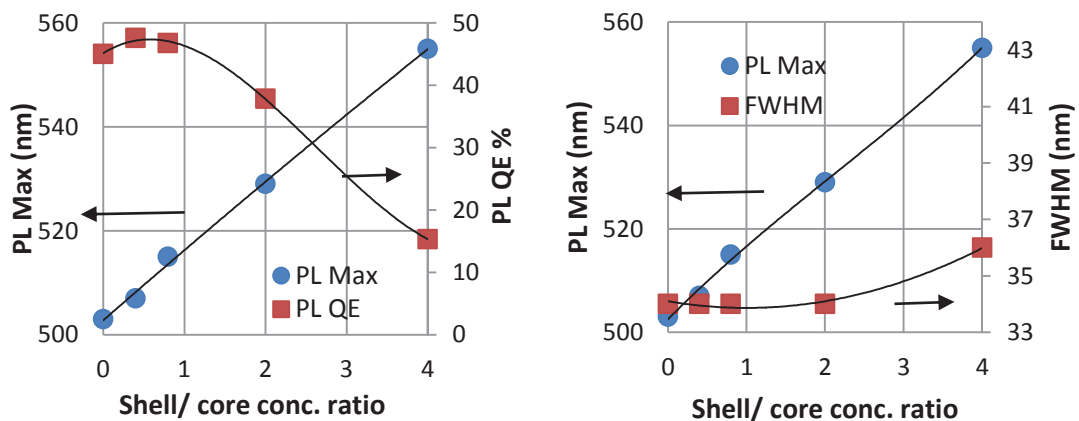 560
540
520
500
PL Max (nm)
50
40
30
20
10
0
PL QE %
PL Max
PL QE
0 1 2 3 4
Shell/ core conc. ratio
560
540
520
500
PL Max (nm)
43
41
39
37
35
33
FWHM (nm)
PL Max
FWHM
0 1 2 3 4
Shell/ core conc. ratio